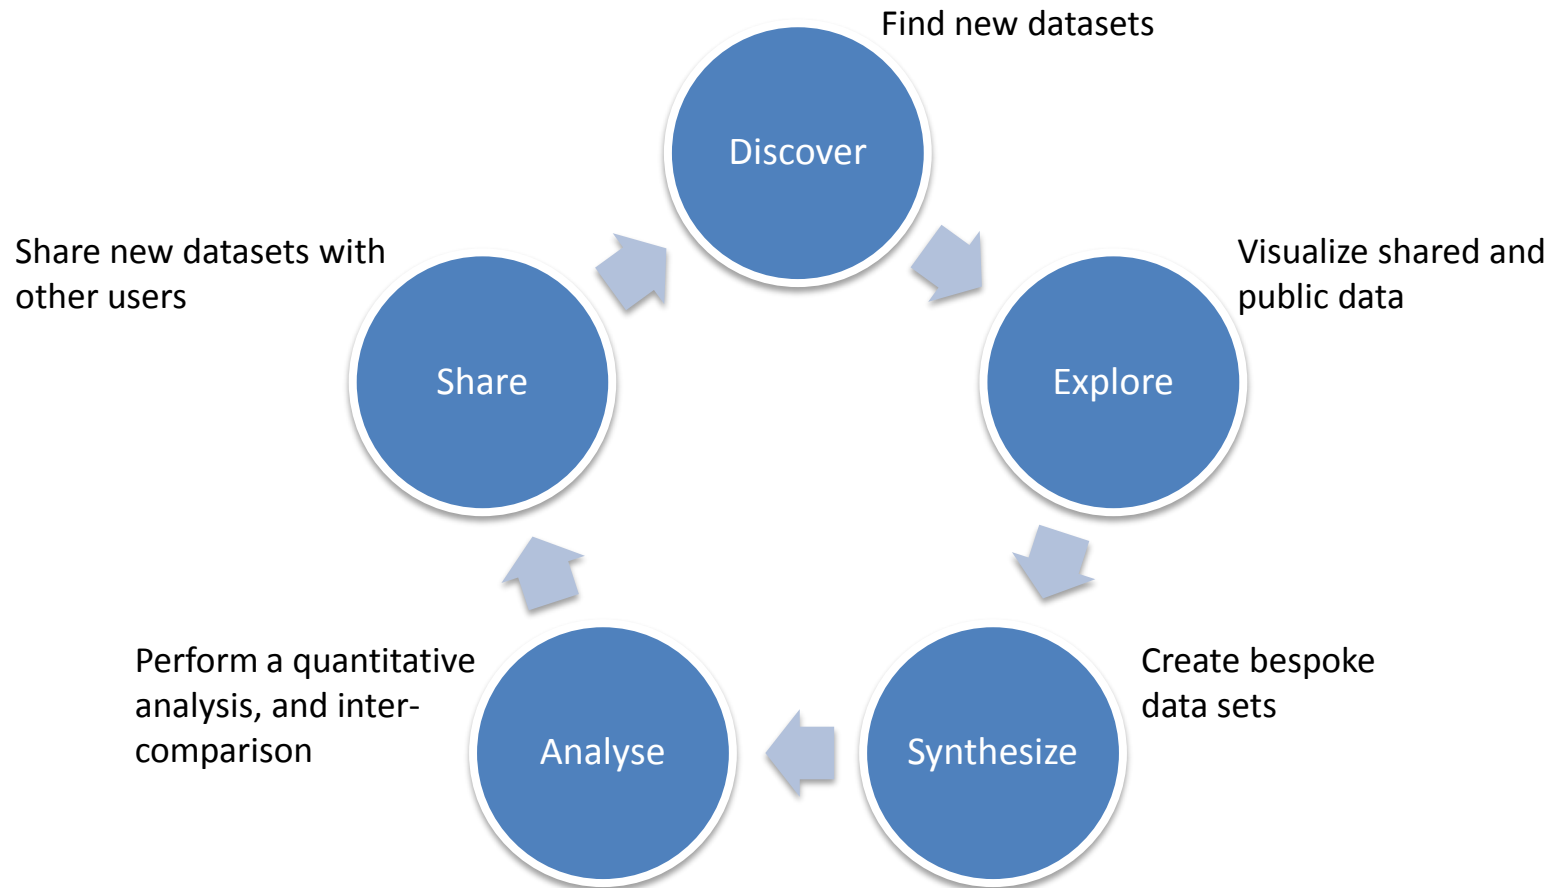 Find new datasets
Discover
Visualize shared and
public data
Explore
Create bespoke
data sets
Synthesize
Perform a quantitative
analysis, and inter-
comparison
Analyse
Share new datasets with
other users
Share